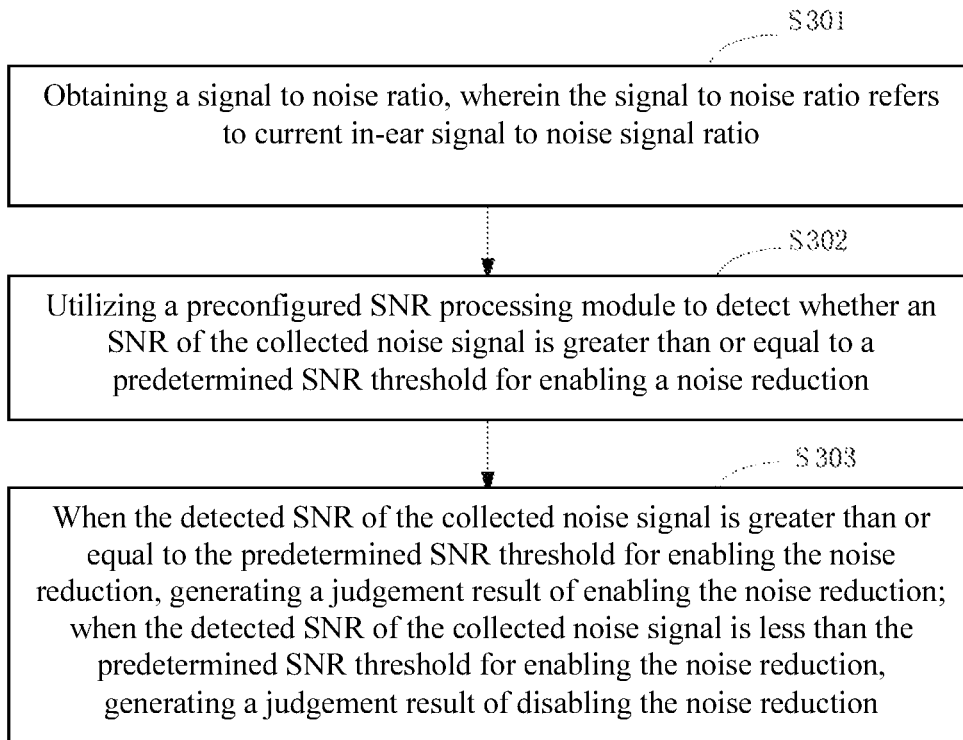 S301
Obtaining a signal to noise ratio, wherein the signal to noise ratio refers
to current in-ear signal to noise signal ratio
S302
Utilizing a preconfigured SNR processing module to detect whether an
SNR of the collected noise signal is greater than or equal to a
predetermined SNR threshold for enabling a noise reduction
S303
When the detected SNR of the collected noise signal is greater than or
equal to the predetermined SNR threshold for enabling the noise
reduction, generating a judgement result of enabling the noise reduction;
when the detected SNR of the collected noise signal is less than the
predetermined SNR threshold for enabling the noise reduction,
generating a judgement result of disabling the noise reduction